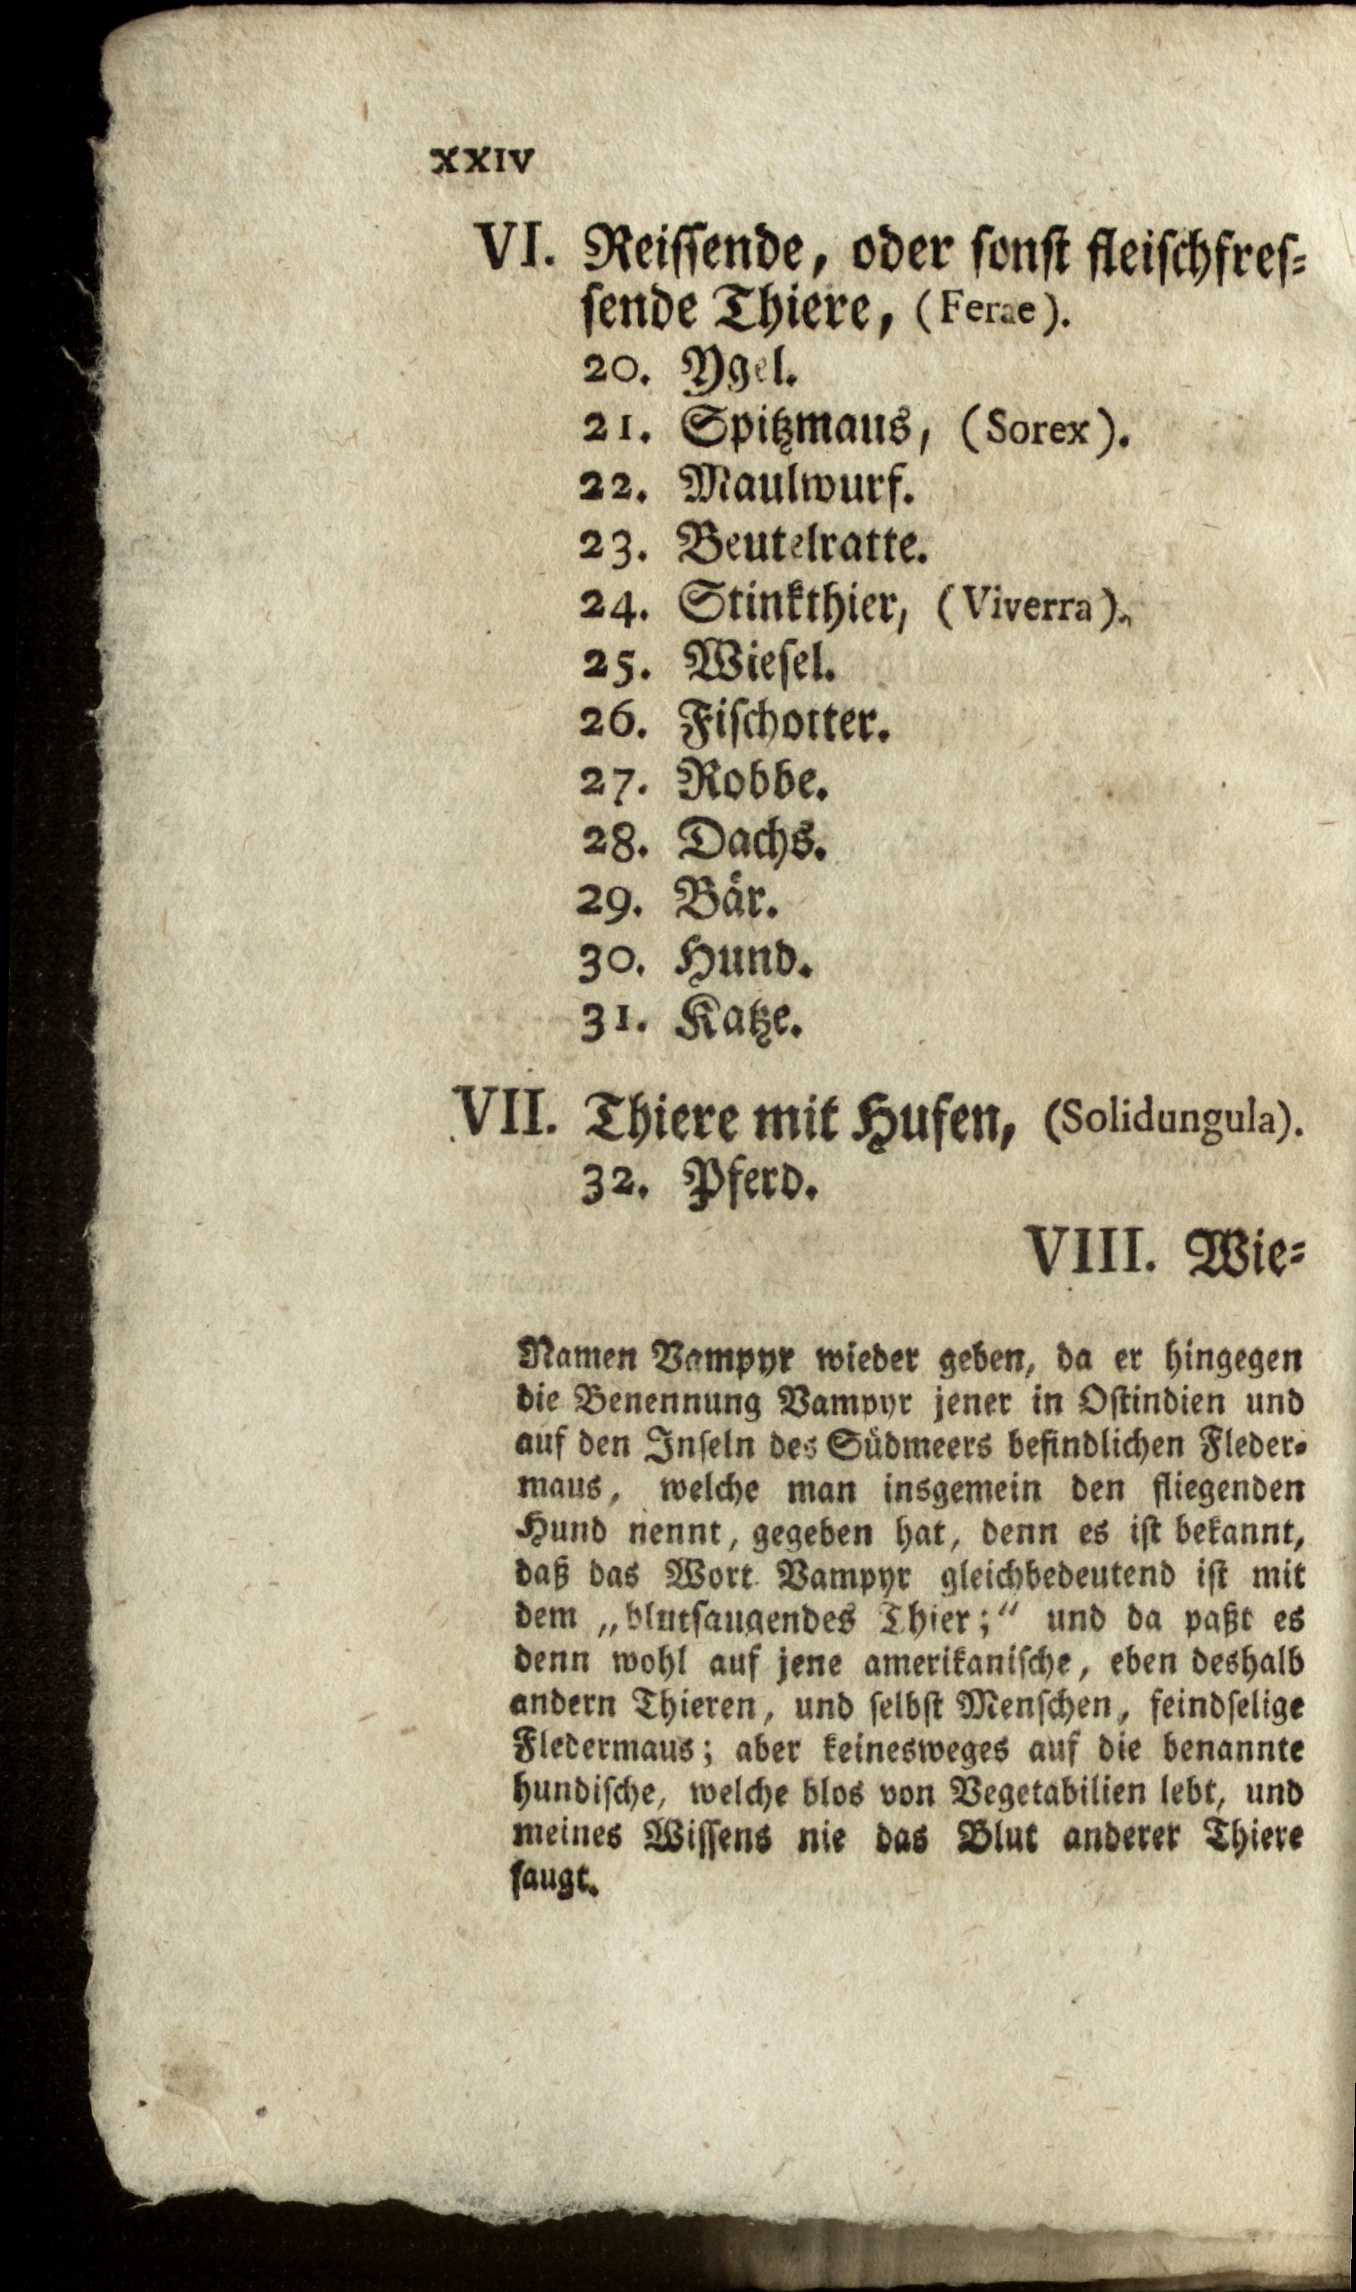 XXIV
VI. Reissende, oder sonst fleischfres-
sende Thiere, (Ferae).
20. Ygel.
21. Spitzmaus, (Sorex).
22. Maulwurf.
23. Beutelratte.
24. Stinkthier, (Viverra).
25. Wiesel.
26. Fischotter.
27. Robbe.
28. Dachs.
29. Bär.
30. Hund.
31. Katze.
VII. Thiere mit Hufen, (Solidungula).
32. Pferd.
VIII. Wie-
Namen Vampyr wieder geben, da er hingegen
die Benennung Vampyr jener in Ostindien und
auf den Inseln des Südmeers befindlichen Fleder-
maus, welche man insgemein den fliegenden
Hund nennt, gegeben hat, denn es ist bekannt,
daß das Wort Vampyr gleichbedeutend ist mit
dem „blutsaugendes Thier;“ und da paßt es
denn wohl auf jene amerikanische, eben deshalb
andern Thieren, und selbst Menschen, feindselige
Fledermaus; aber keinesweges auf die benannte
hundische, welche blos von Vegetabilien lebt, und
meines Wissens nie das Blut anderer Thiere
saugt.